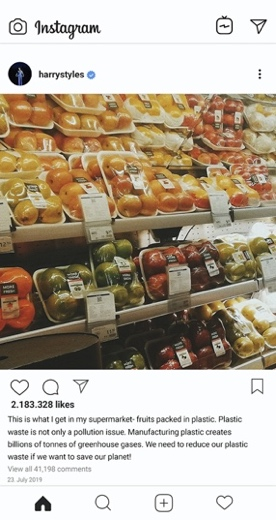 Instagram
harrystyles
2.183.328 likes
This is what I get in my supermarket- fruits packed in plastic. Plastic
waste is not only a pollution issue. Manufacturing plastic creates
billions of tonnes of greenhouse gases. We need to reduce our plastic
waste if we want to save our planet!
View all 41,198 comments
23. July 2019